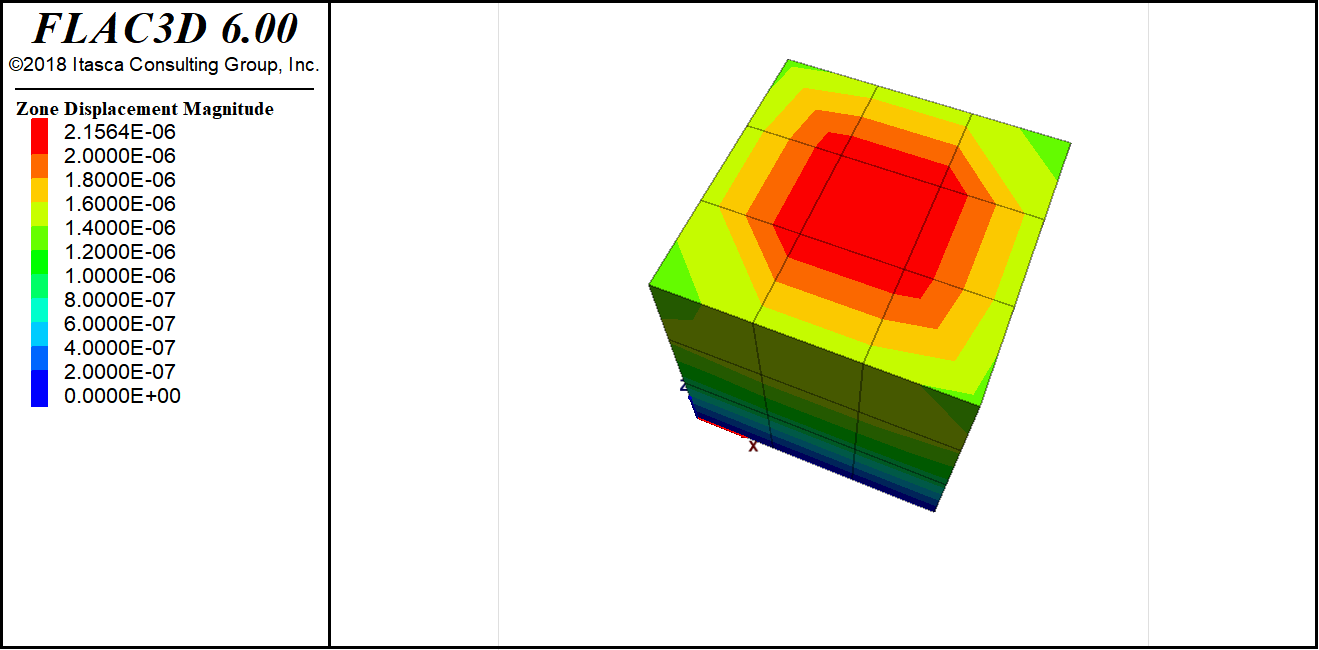 FLAC3D 6.00
©2018 Itasca Consulting Group, Inc.
Zone Displacement Magnitude
2.1564E-06
2.0000E-06
1.8000E-06
1.6000E-06
1.4000E-06
1.2000E-06
1.0000E-06
8.0000E-07
6.0000E-07
4.0000E-07
2.0000E-07
0.0000E+00
Z
X